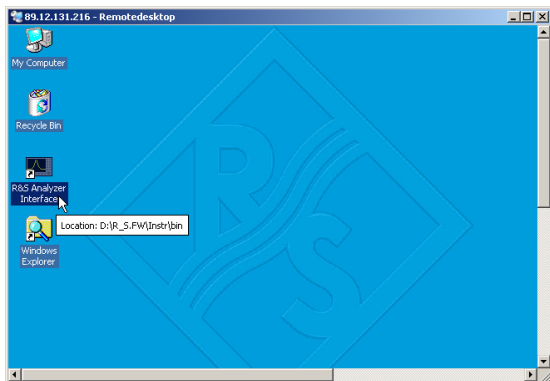 89.12.131.216 - Remotedesktop
My Computer
Recycle Bin
R&S Analyzer
Interface
Location: D:\R_S.FW\Instr\bin
Windows
Explorer
R
S